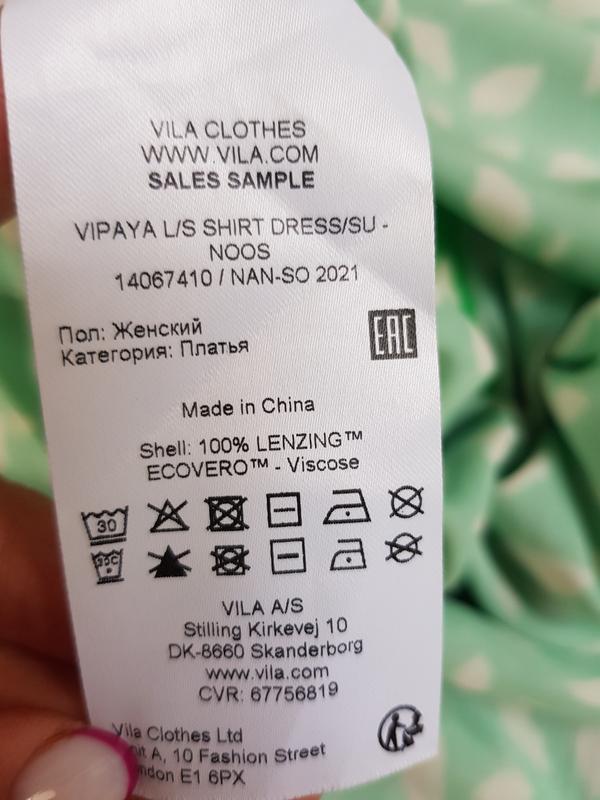 VILA CLOTHES
WWW.VILA.COM
SALES SAMPLE
VIPAYA L/S SHIRT DRESS/SU -
NOOS
14067410 / NAN-SO 2021
Пол: Женский
Категория: Платья
EAC
Made in China
Shell: 100% LENZING™
ECOVERO™ - Viscose
30
30C
VILA A/S
Stilling Kirkevej 10
DK-8660 Skanderborg
www.vila.com
CVR: 67756819
Vila Clothes Ltd
A, 10 Fashion Street
E1 6PX